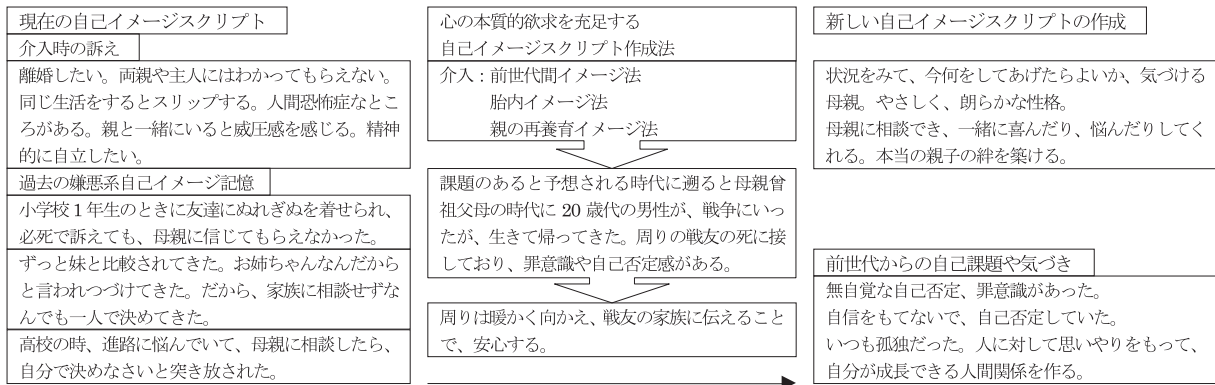 現在の自己イメージスクリプト
介入時の訴え
離婚したい。両親や主人にはわかってもらえない。
同じ生活をするとスリップする。人間恐怖症なとこ
ろがある。親と一緒にいると威圧感を感じる。精神
的に自立したい。
過去の嫌悪系自己イメージ記憶
小学校1年生のときに友達にぬれぎぬを着せられ、
必死で訴えても、母親に信じてもらえなかった。
ずっと妹と比較されてきた。お姉ちゃんなんだから
と言われつづけてきた。だから、家族に相談せずな
んでも一人で決めてきた。
高校の時、進路に悩んでいて、母親に相談したら、
自分で決めなさいと突き放された。
心の本質的欲求を充足する
自己イメージスクリプト作成法
介入：前世代間イメージ法
胎内イメージ法
親の再養育イメージ法
課題のあると予想される時代に遡ると母親曾
祖父母の時代に20歳代の男性が、戦争にいっ
たが、生きて帰ってきた。周りの戦友の死に接
しており、罪意識や自己否定感がある。
周りは暖かく向かえ、戦友の家族に伝えること
で、安心する。
新しい自己イメージスクリプトの作成
状況をみて、今何をしてあげたらよいか、気づける
母親。やさしく、朗らかな性格。
母親に相談でき、一緒に喜んだり、悩んだりしてく
れる。本当の親子の絆を築ける。
前世代からの自己課題や気づき
無自覚な自己否定、罪意識があった。
自信をもてないで、自己否定していた。
いつも孤独だった。人に対して思いやりをもって、
自分が成長できる人間関係を作る。